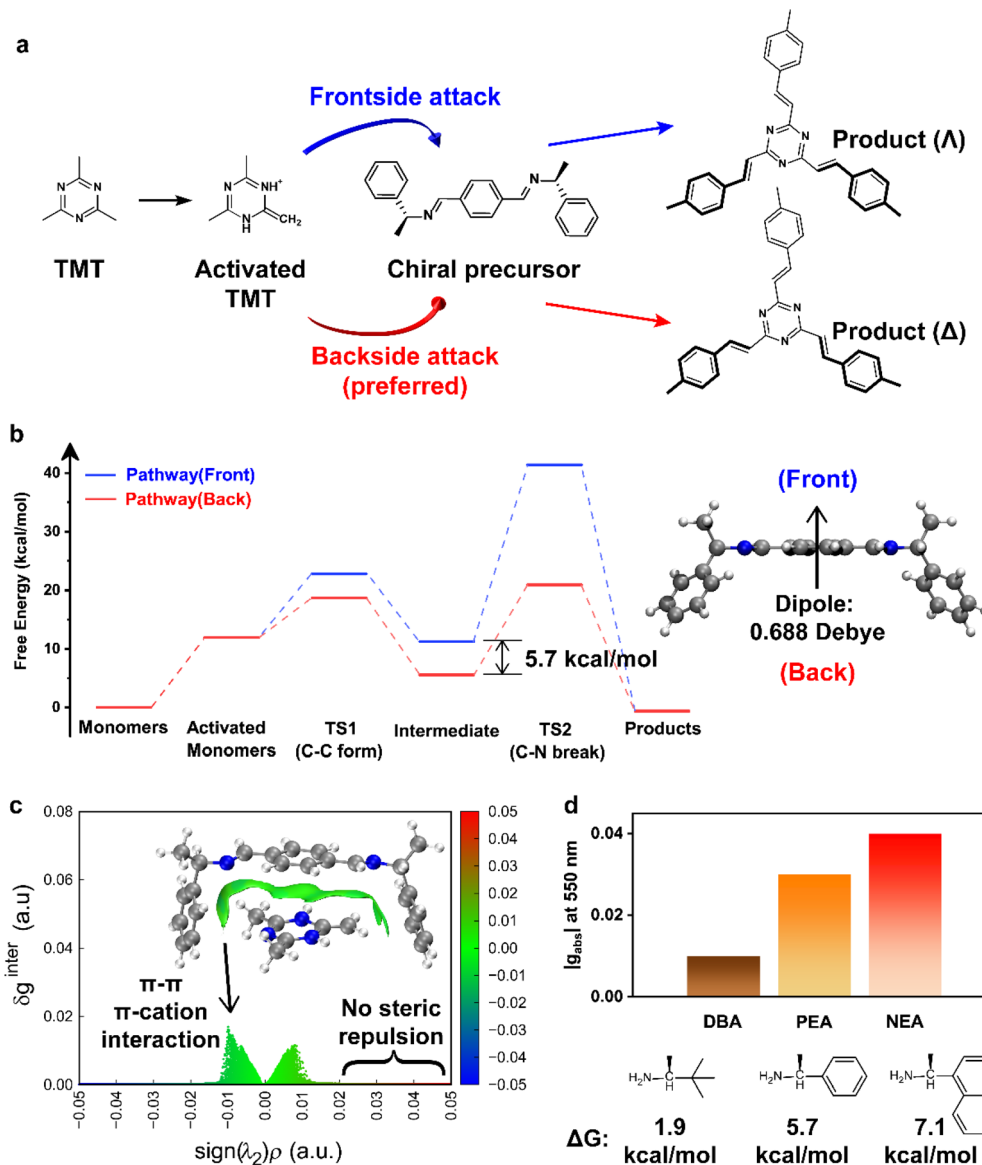 a
Frontside attack
TMT
Activated
TMT
Chiral precursor
Backside attack
(preferred)
Product (Λ)
Product (Δ)
N
N
N
NH⁺
N
N
H
CH₂
N
N
N
N
N
N
N
N
b
Pathway(Front)
Pathway(Back)
Free Energy (kcal/mol)
40
30
20
10
0
5.7 kcal/mol
Monomers
Activated
Monomers
TS1
(C-C form)
Intermediate
TS2
(C-N break)
Products
(Front)
Dipole:
0.688 Debye
(Back)
c
δg^inter (a.u)
0.08
0.06
0.04
0.02
0.00
π-π
π-cation
interaction
No steric
repulsion
−0.05
−0.04
−0.03
−0.02
−0.01
0.00
0.01
0.02
0.03
0.04
0.05
sign(λ₂)ρ (a.u.)
0.05
0.04
0.03
0.02
0.01
0.00
−0.01
−0.02
−0.03
−0.04
−0.05
d
|g_abs| at 550 nm
0.04
0.02
0.00
DBA
PEA
NEA
H₂N
C
H
H₂N
C
H
H₂N
C
H
ΔG:
1.9
kcal/mol
5.7
kcal/mol
7.1
kcal/mol